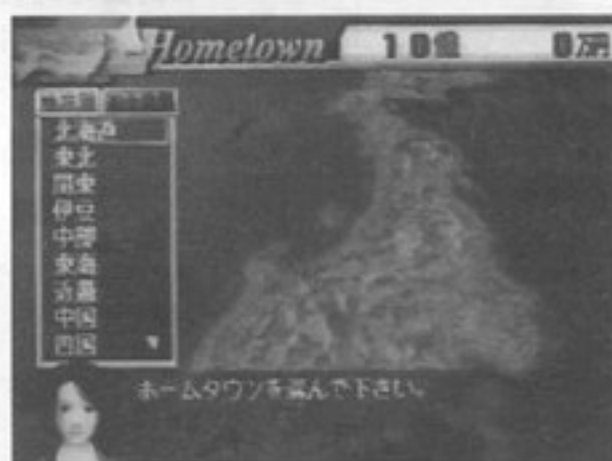 Hometown 10億 0万円
北海道
東北
関東
伊豆
中部
東海
近畿
中国
四国
ホームタウンを選んで下さい。